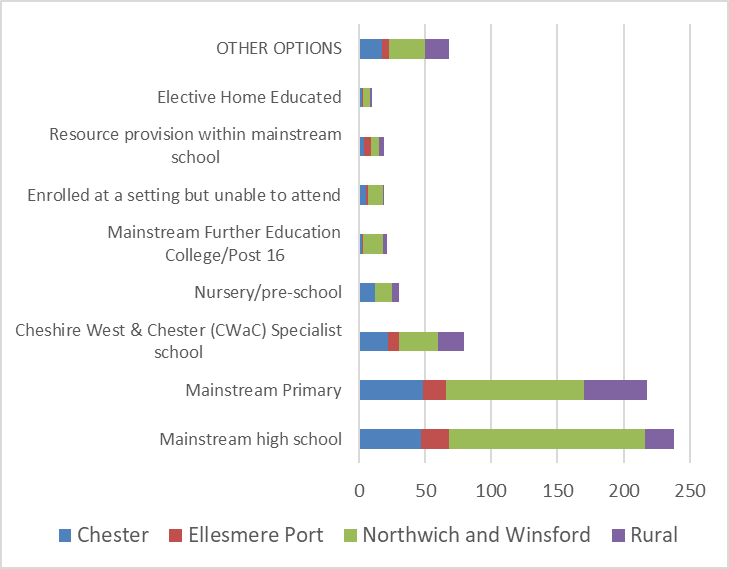 OTHER OPTIONS
Elective Home Educated
Resource provision within mainstream
school
Enrolled at a setting but unable to attend
Mainstream Further Education
College/Post 16
Nursery/pre-school
Cheshire West & Chester (CWaC) Specialist
school
Mainstream Primary
Mainstream high school
0 50 100 150 200 250
Chester Ellesmere Port Northwich and Winsford Rural